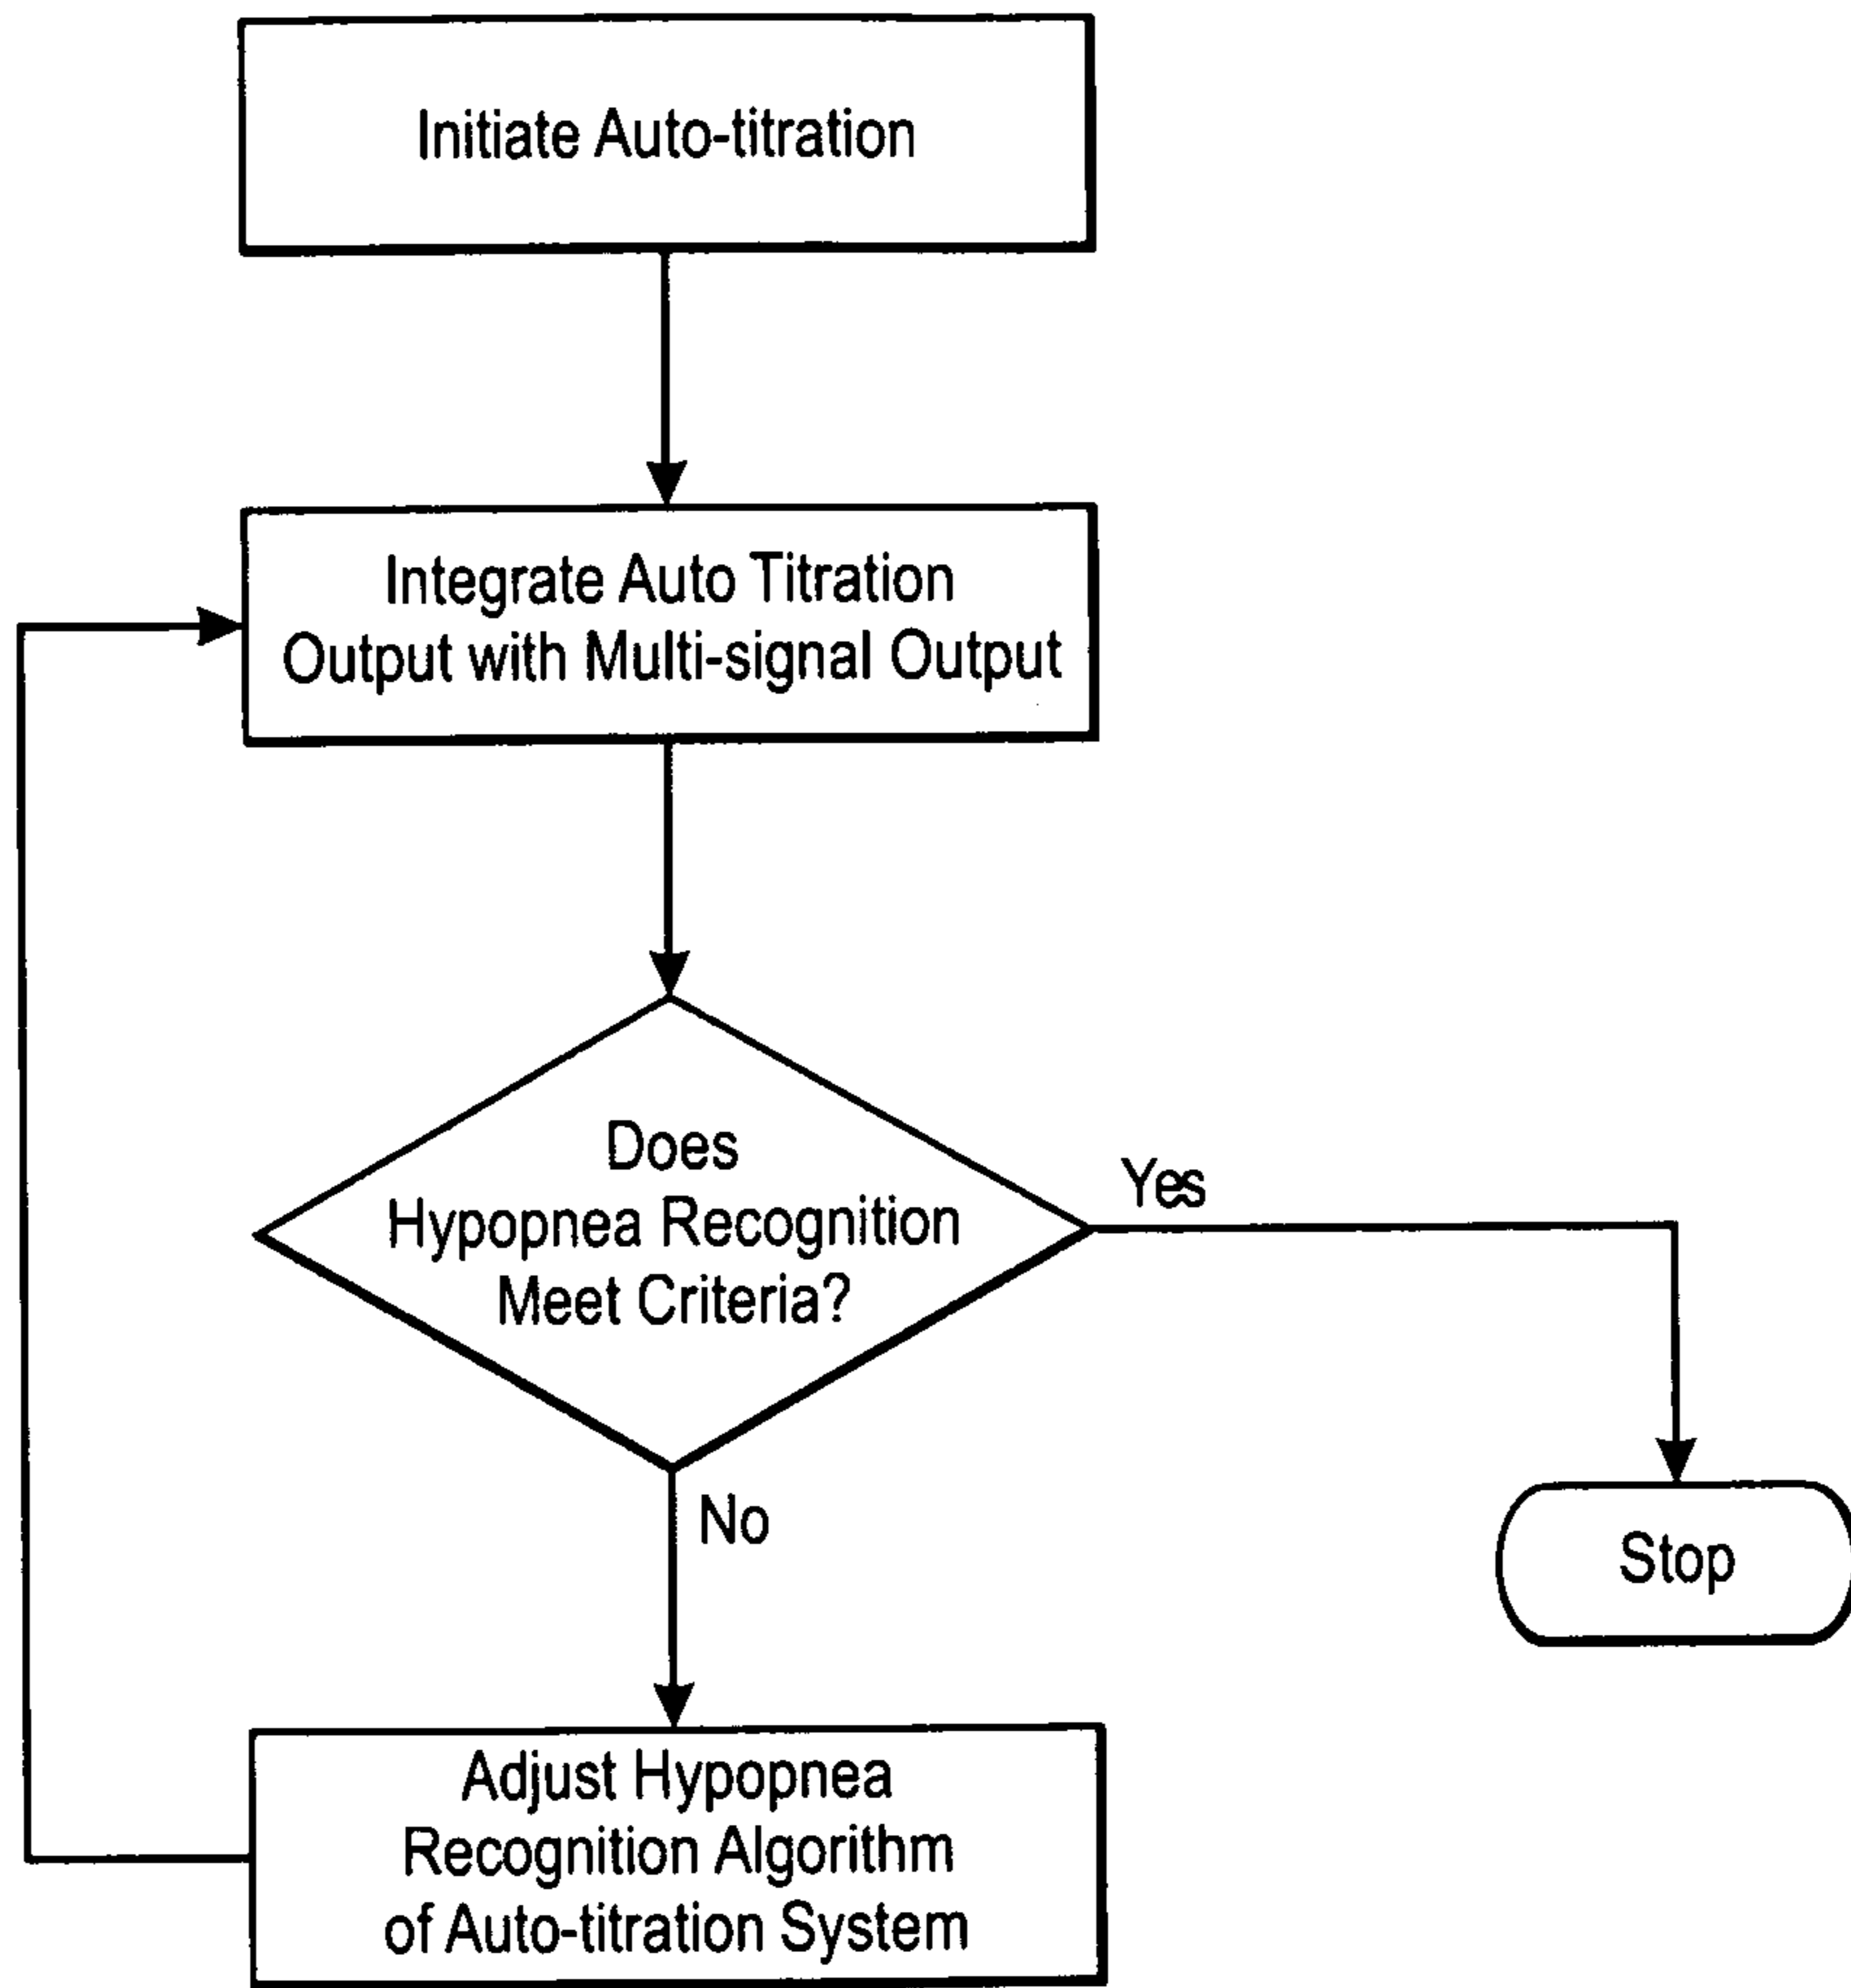 Initiate Auto-titration
Integrate Auto Titration
Output with Multi-signal Output
Does
Hypopnea Recognition
Meet Criteria?
Yes
No
Stop
Adjust Hypopnea
Recognition Algorithm
of Auto-titration System